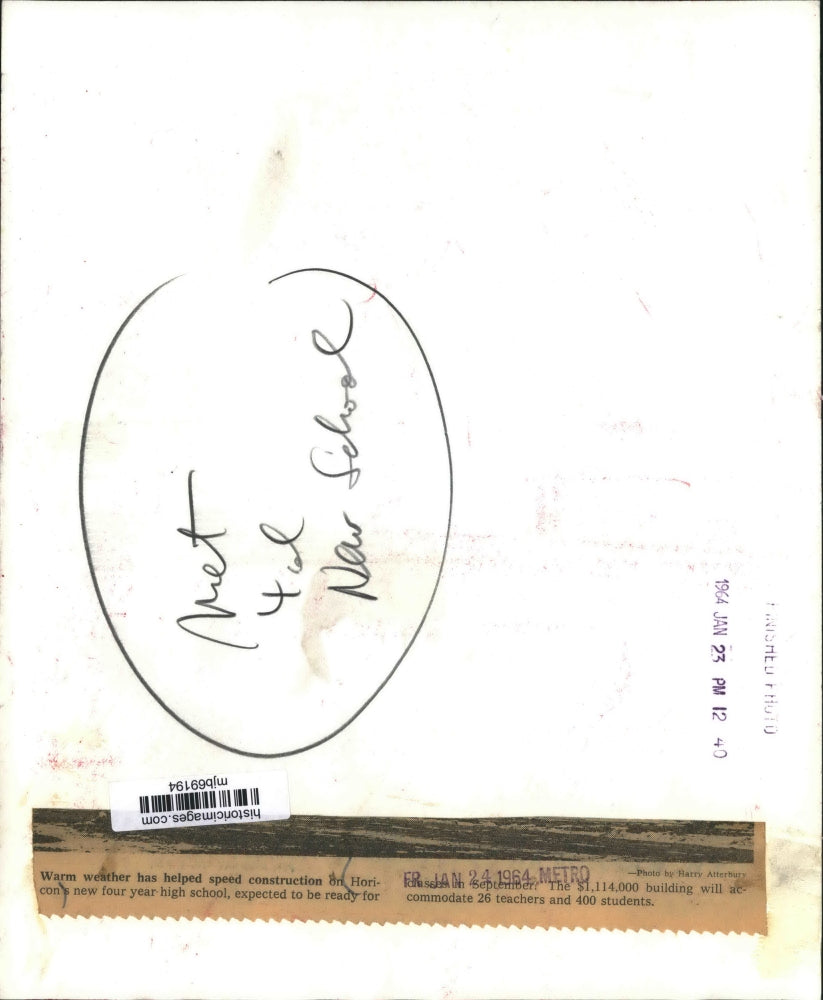 Met
4 col
New School
1964 JAN 23 PM 12 40
FINISHED PHOTO
historicimages.com
mjb69194
—Photo by Harry Atterbury
FR JAN 24 1964 METRO
Warm weather has helped speed construction on Hori-
con's new four year high school, expected to be ready for
classes in September. The $1,114,000 building will ac-
commodate 26 teachers and 400 students.